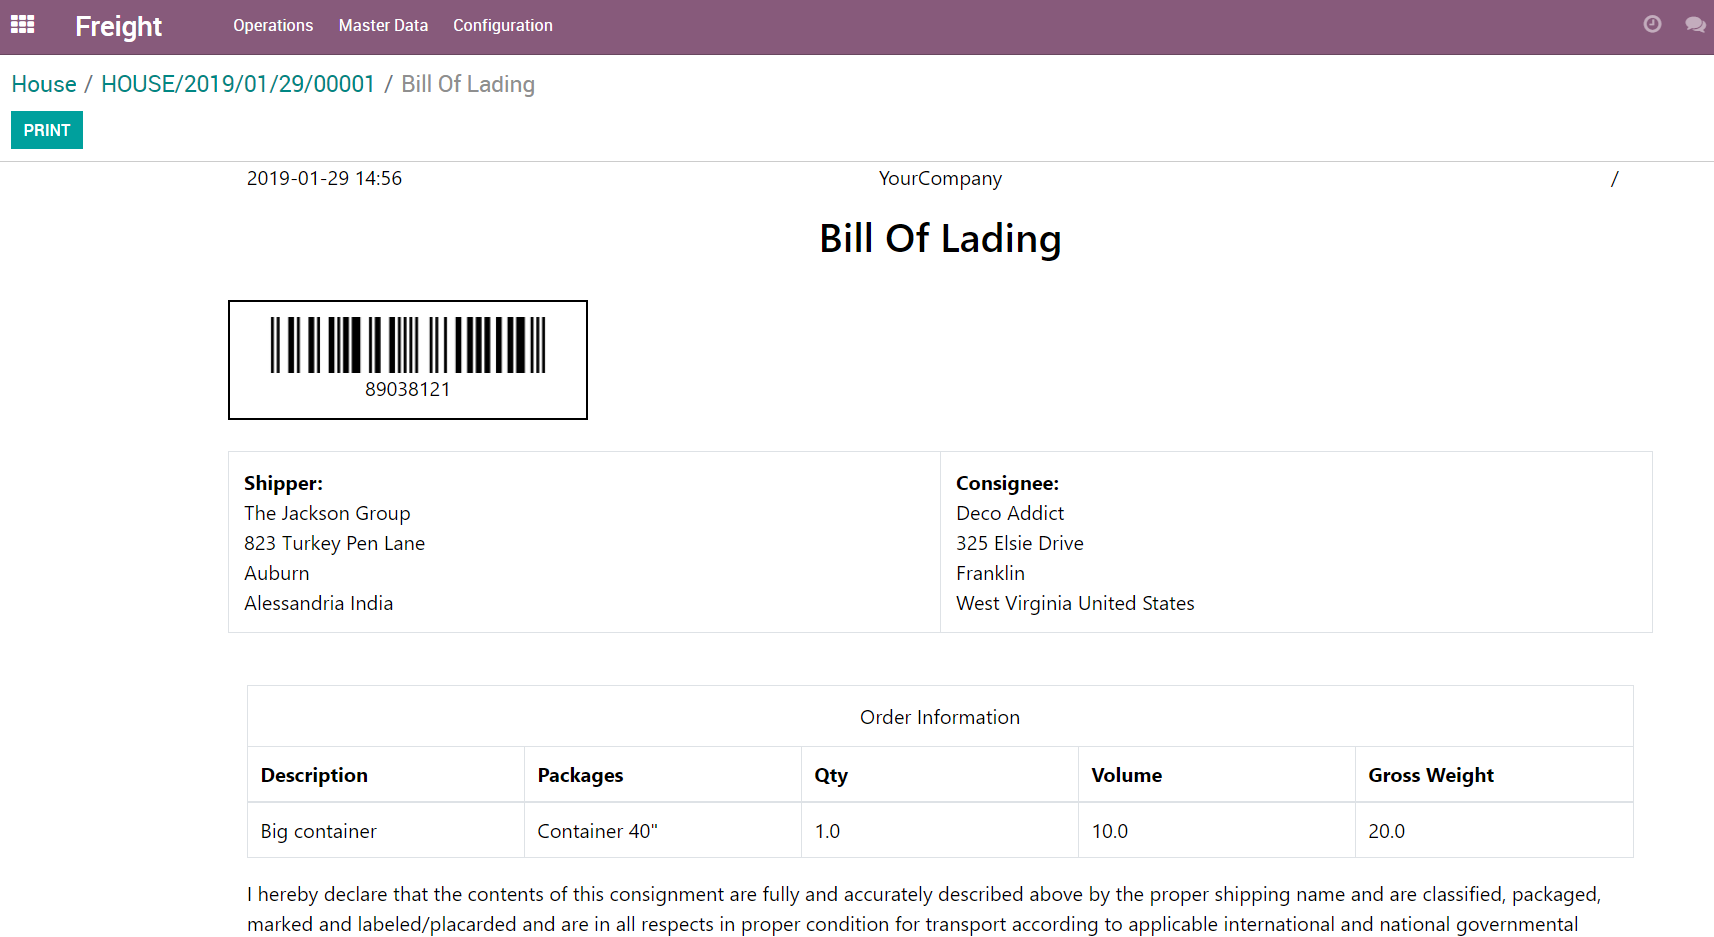 Freight Operations Master Data Configuration
House / HOUSE/2019/01/29/00001 / Bill Of Lading
PRINT
2019-01-29 14:56 YourCompany /
Bill Of Lading
89038121
Shipper:
The Jackson Group
823 Turkey Pen Lane
Auburn
Alessandria India
Consignee:
Deco Addict
325 Elsie Drive
Franklin
West Virginia United States
Order Information
Description Packages Qty Volume Gross Weight
Big container Container 40" 1.0 10.0 20.0
I hereby declare that the contents of this consignment are fully and accurately described above by the proper shipping name and are classified, packaged,
marked and labeled/placarded and are in all respects in proper condition for transport according to applicable international and national governmental